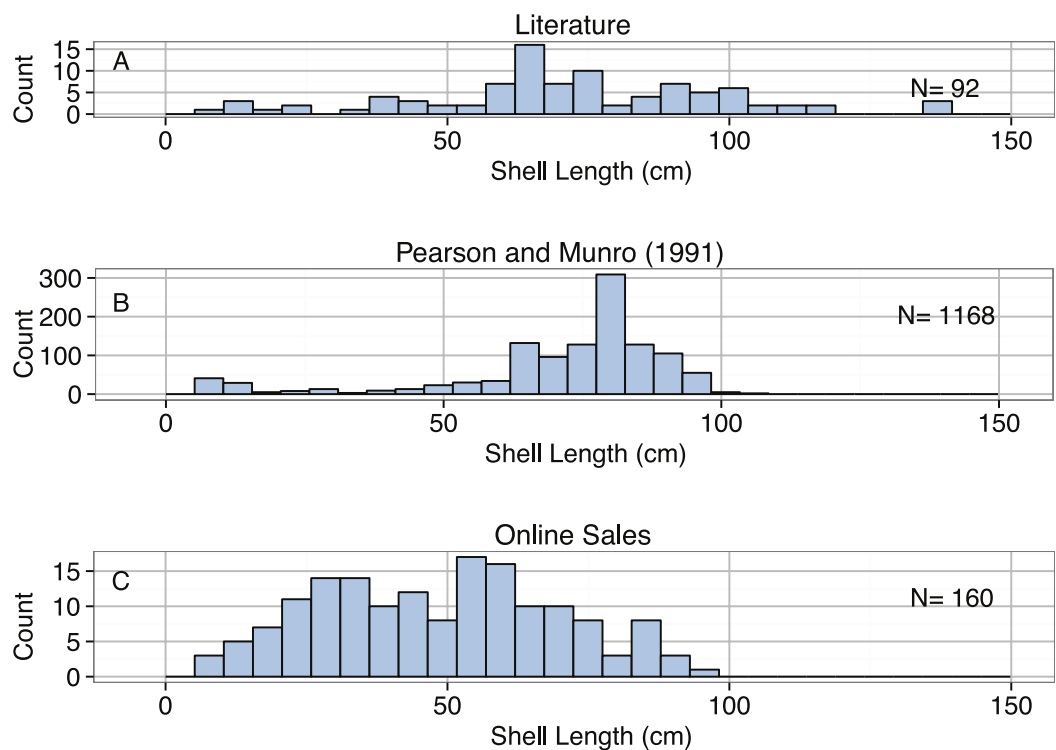 Literature
A
N= 92
Count
15
10
5
0
0 50 100 150
Shell Length (cm)
Pearson and Munro (1991)
B
N= 1168
Count
300
200
100
0
0 50 100 150
Shell Length (cm)
Online Sales
C
N= 160
Count
15
10
5
0
0 50 100 150
Shell Length (cm)